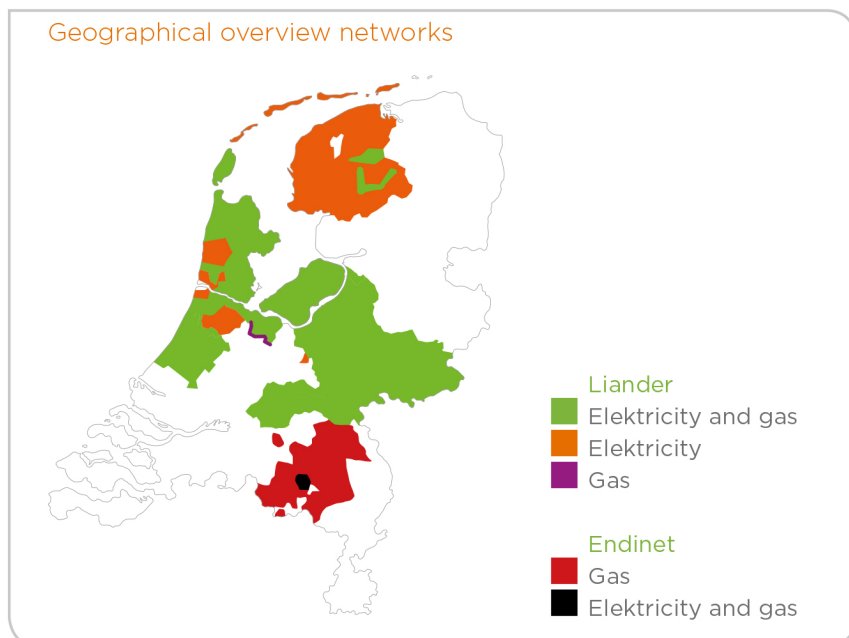 Geographical overview networks
Liander
Elektricity and gas
Elektricity
Gas
Endinet
Gas
Elektricity and gas